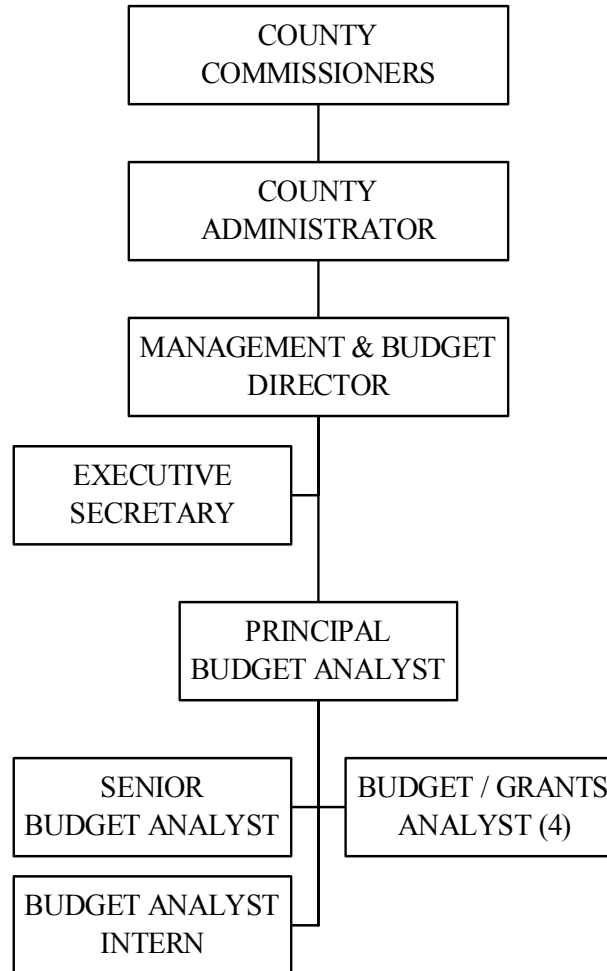 COUNTY
COMMISSIONERS
COUNTY
ADMINISTRATOR
MANAGEMENT & BUDGET
DIRECTOR
EXECUTIVE
SECRETARY
PRINCIPAL
BUDGET ANALYST
SENIOR
BUDGET ANALYST
BUDGET / GRANTS
ANALYST (4)
BUDGET ANALYST
INTERN